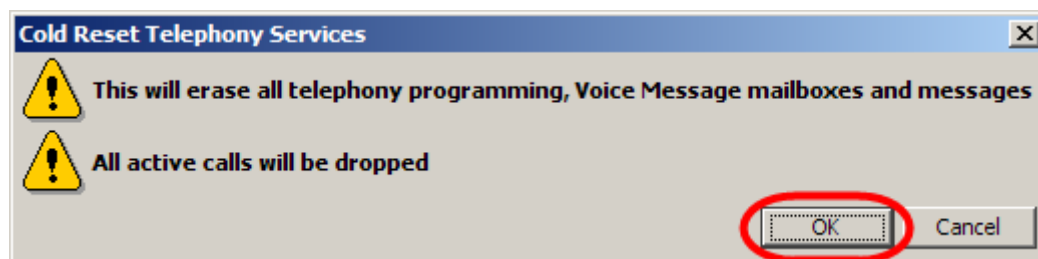 Cold Reset Telephony Services
This will erase all telephony programming, Voice Message mailboxes and messages
All active calls will be dropped
OK Cancel